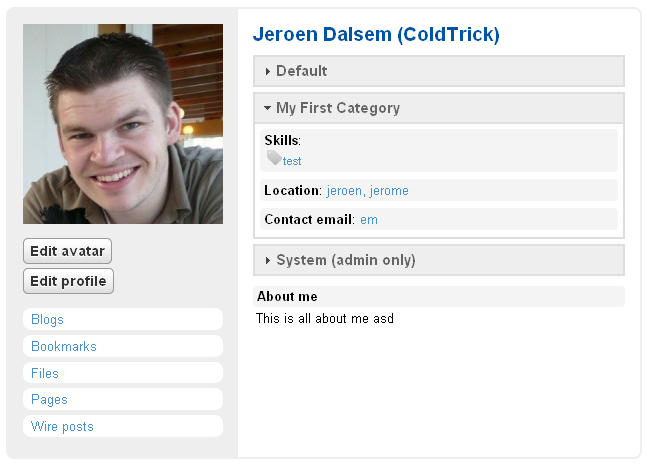 Jeroen Dalsem (ColdTrick)
Default
My First Category
Skills:
test
Location: jeroen, jerome
Contact email: em
System (admin only)
About me
This is all about me asd
Edit avatar
Edit profile
Blogs
Bookmarks
Files
Pages
Wire posts